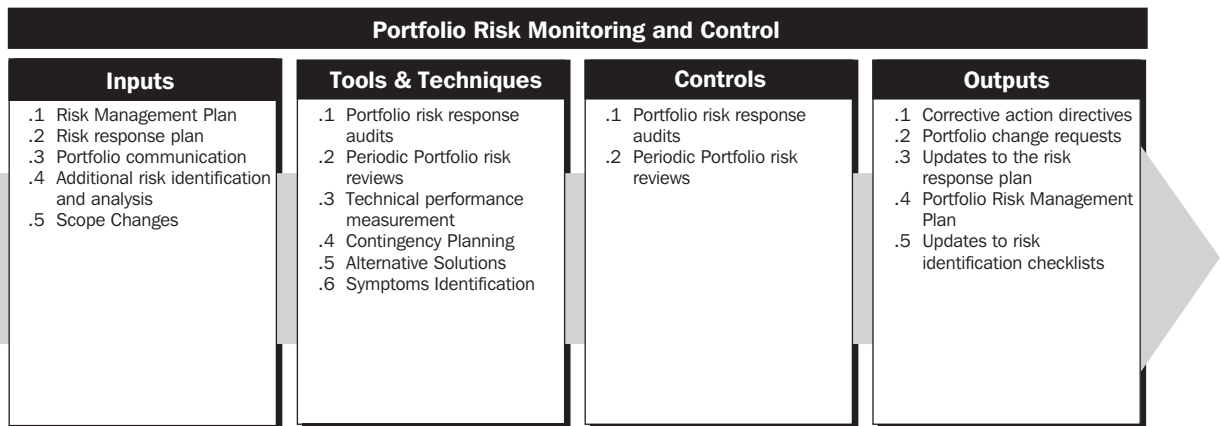 Portfolio Risk Monitoring and Control
Inputs
.1 Risk Management Plan
.2 Risk response plan
.3 Portfolio communication
.4 Additional risk identification
and analysis
.5 Scope Changes
Tools & Techniques
.1 Portfolio risk response
audits
.2 Periodic Portfolio risk
reviews
.3 Technical performance
measurement
.4 Contingency Planning
.5 Alternative Solutions
.6 Symptoms Identification
Controls
.1 Portfolio risk response
audits
.2 Periodic Portfolio risk
reviews
Outputs
.1 Corrective action directives
.2 Portfolio change requests
.3 Updates to the risk
response plan
.4 Portfolio Risk Management
Plan
.5 Updates to risk
identification checklists